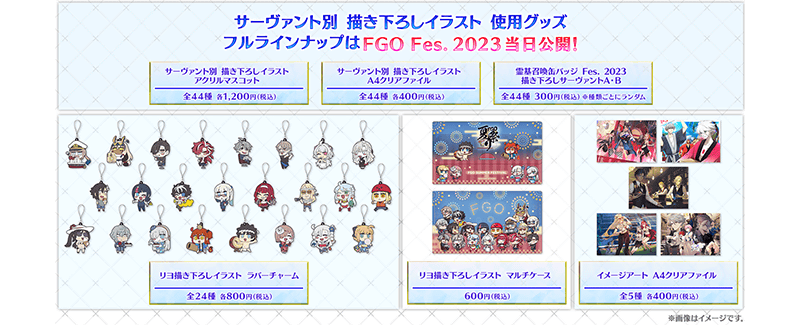 サーヴァント別 描き下ろしイラスト 使用グッズ
フルラインナップはFGO Fes. 2023当日公開!
サーヴァント別 描き下ろしイラスト
アクリルマスコット
全44種 各1,200円(税込)
サーヴァント別 描き下ろしイラスト
A4クリアファイル
全44種 各400円(税込)
霊基召喚缶バッジ Fes. 2023
描き下ろしサーヴァントA・B
全44種 300円(税込) ※種類ごとにランダム
FGO
リヨ描き下ろしイラスト ラバーチャーム
全24種 各800円(税込)
リヨ描き下ろしイラスト マルチケース
600円(税込)
イメージアート A4クリアファイル
全5種 各400円(税込)
※画像はイメージです。